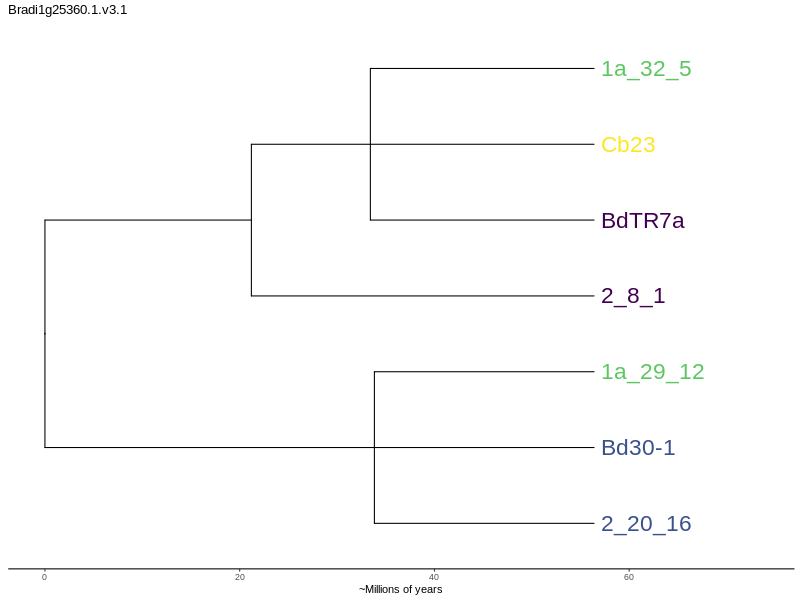 Bradi1g25360.1.v3.1
1a_32_5
Cb23
BdTR7a
2_8_1
1a_29_12
Bd30-1
2_20_16
0 20 40 60
~Millions of years